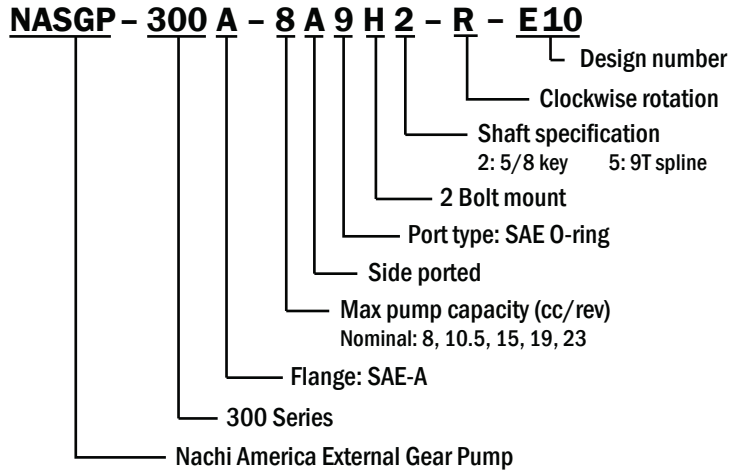 NASGP – 300 A – 8 A 9 H 2 – R – E10
Design number
Clockwise rotation
Shaft specification
2: 5/8 key 5: 9T spline
2 Bolt mount
Port type: SAE O-ring
Side ported
Max pump capacity (cc/rev)
Nominal: 8, 10.5, 15, 19, 23
Flange: SAE-A
300 Series
Nachi America External Gear Pump